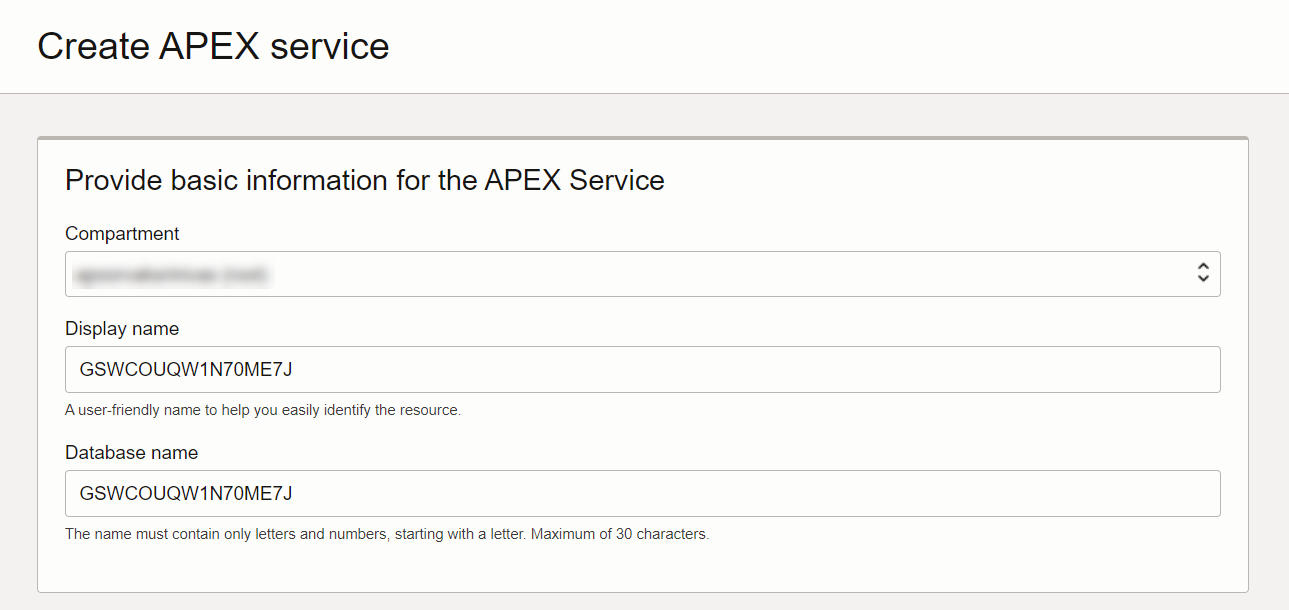 Create APEX service
Provide basic information for the APEX Service
Compartment
Display name
GSWCOUQW1N70ME7J
A user-friendly name to help you easily identify the resource.
Database name
GSWCOUQW1N70ME7J
The name must contain only letters and numbers, starting with a letter. Maximum of 30 characters.